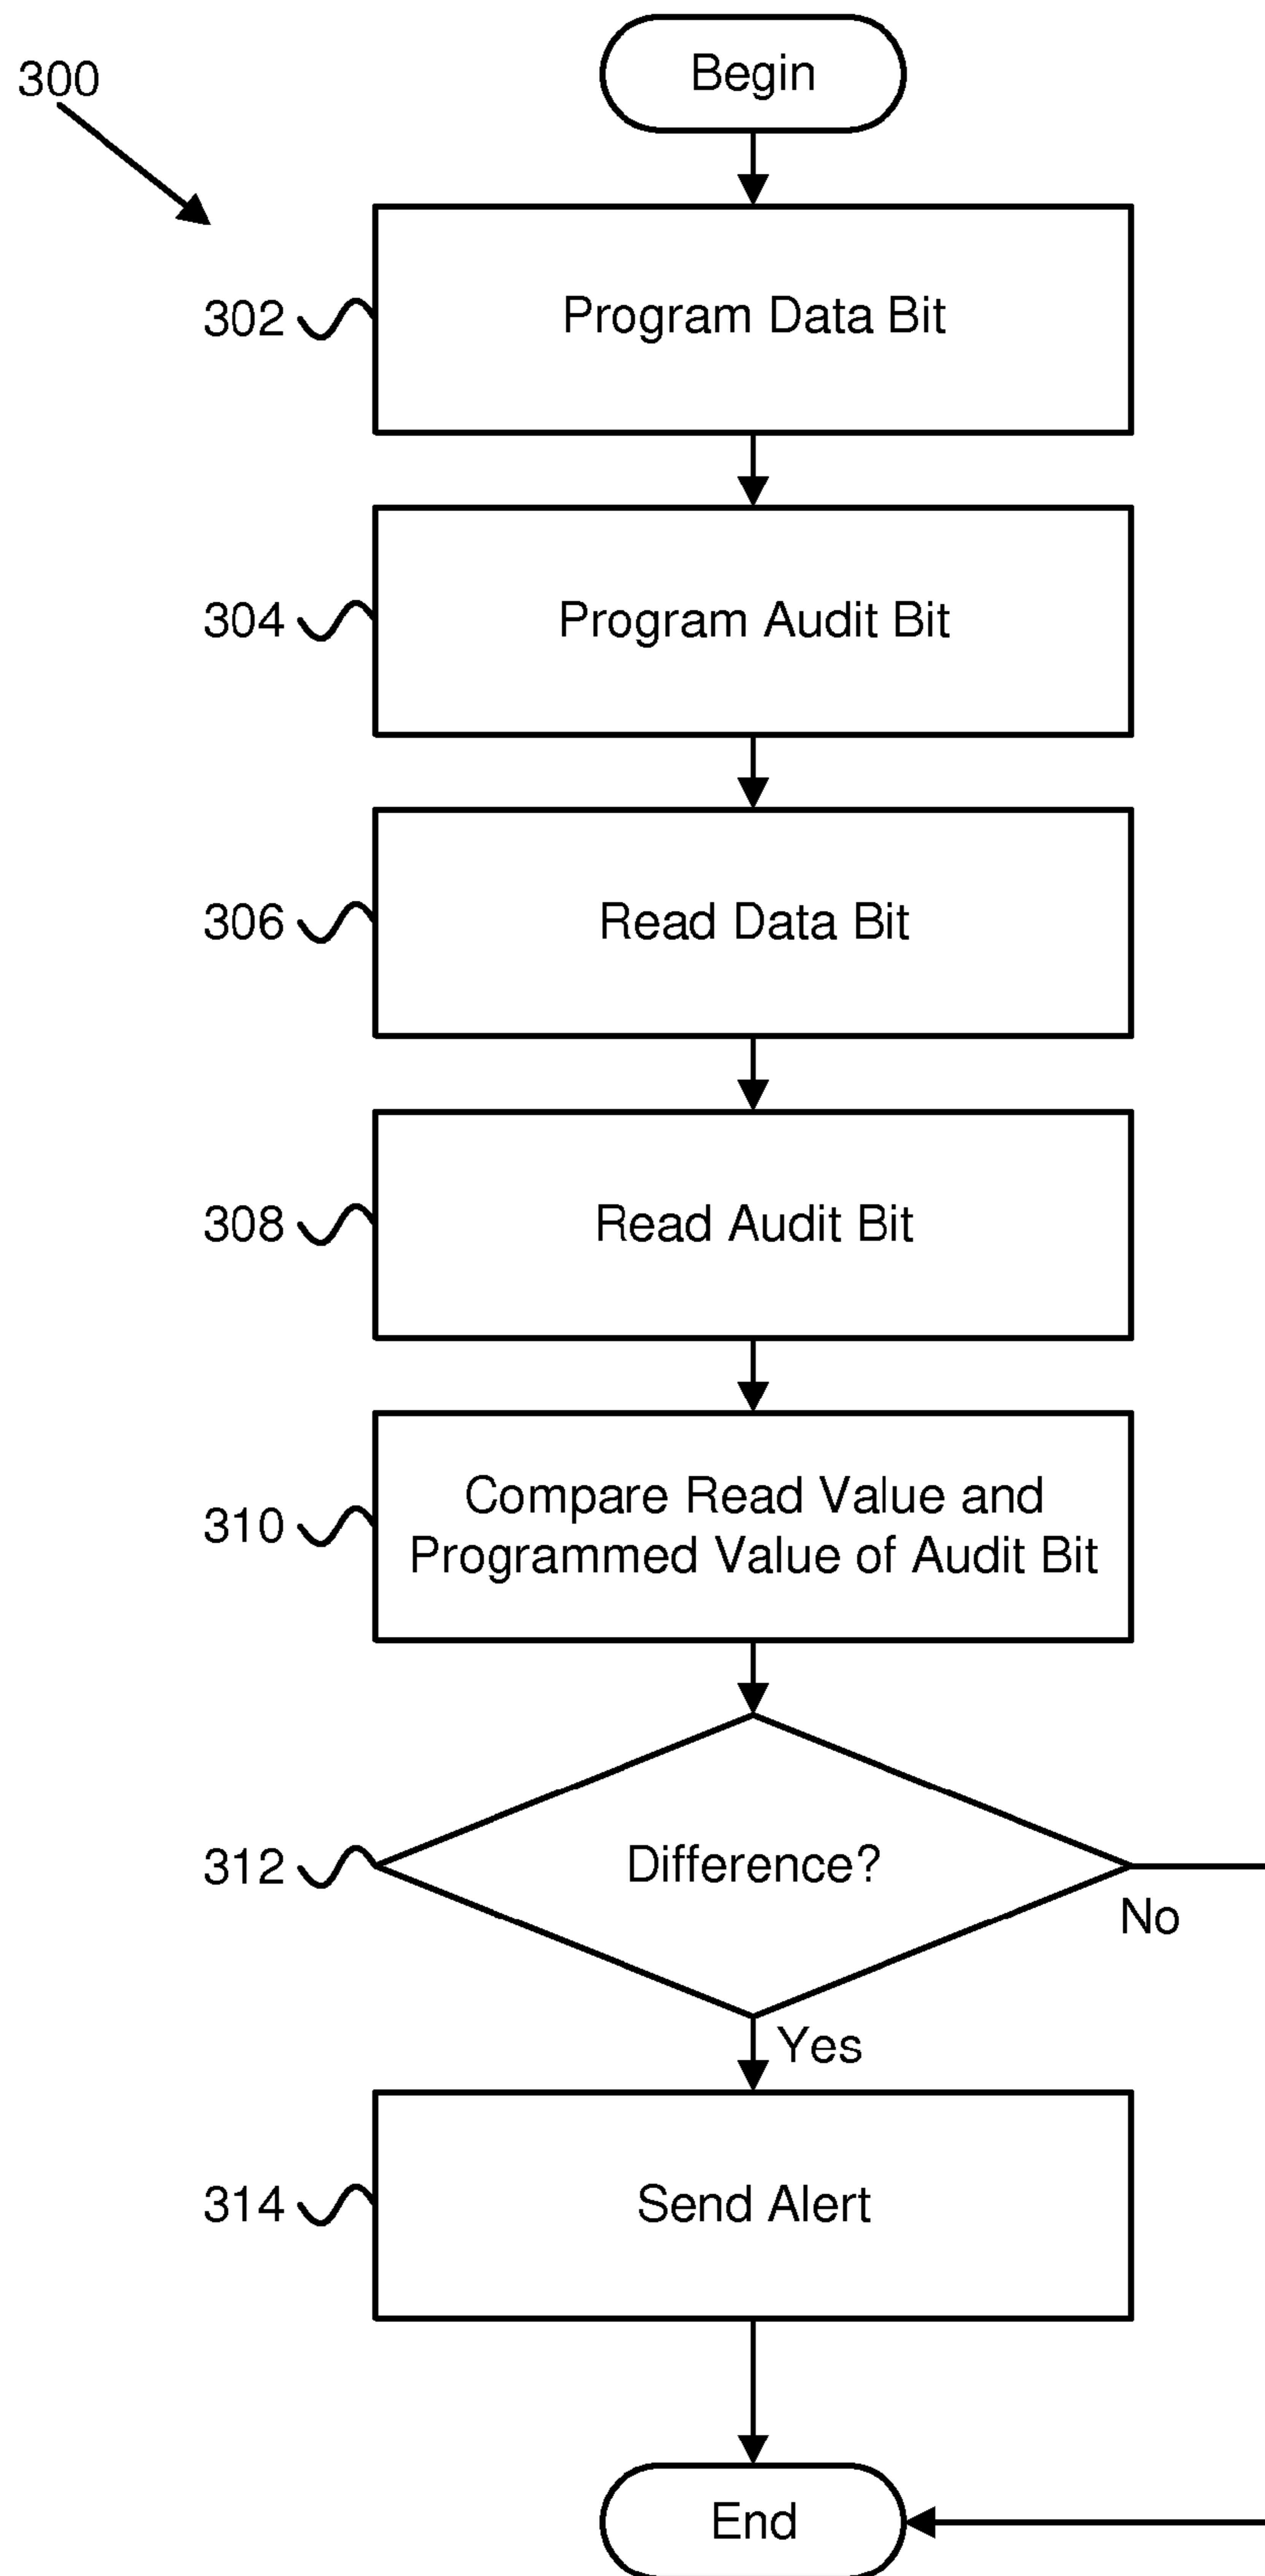 Begin
300
302
Program Data Bit
304
Program Audit Bit
306
Read Data Bit
308
Read Audit Bit
310
Compare Read Value and
Programmed Value of Audit Bit
312
Difference?
No
Yes
314
Send Alert
End